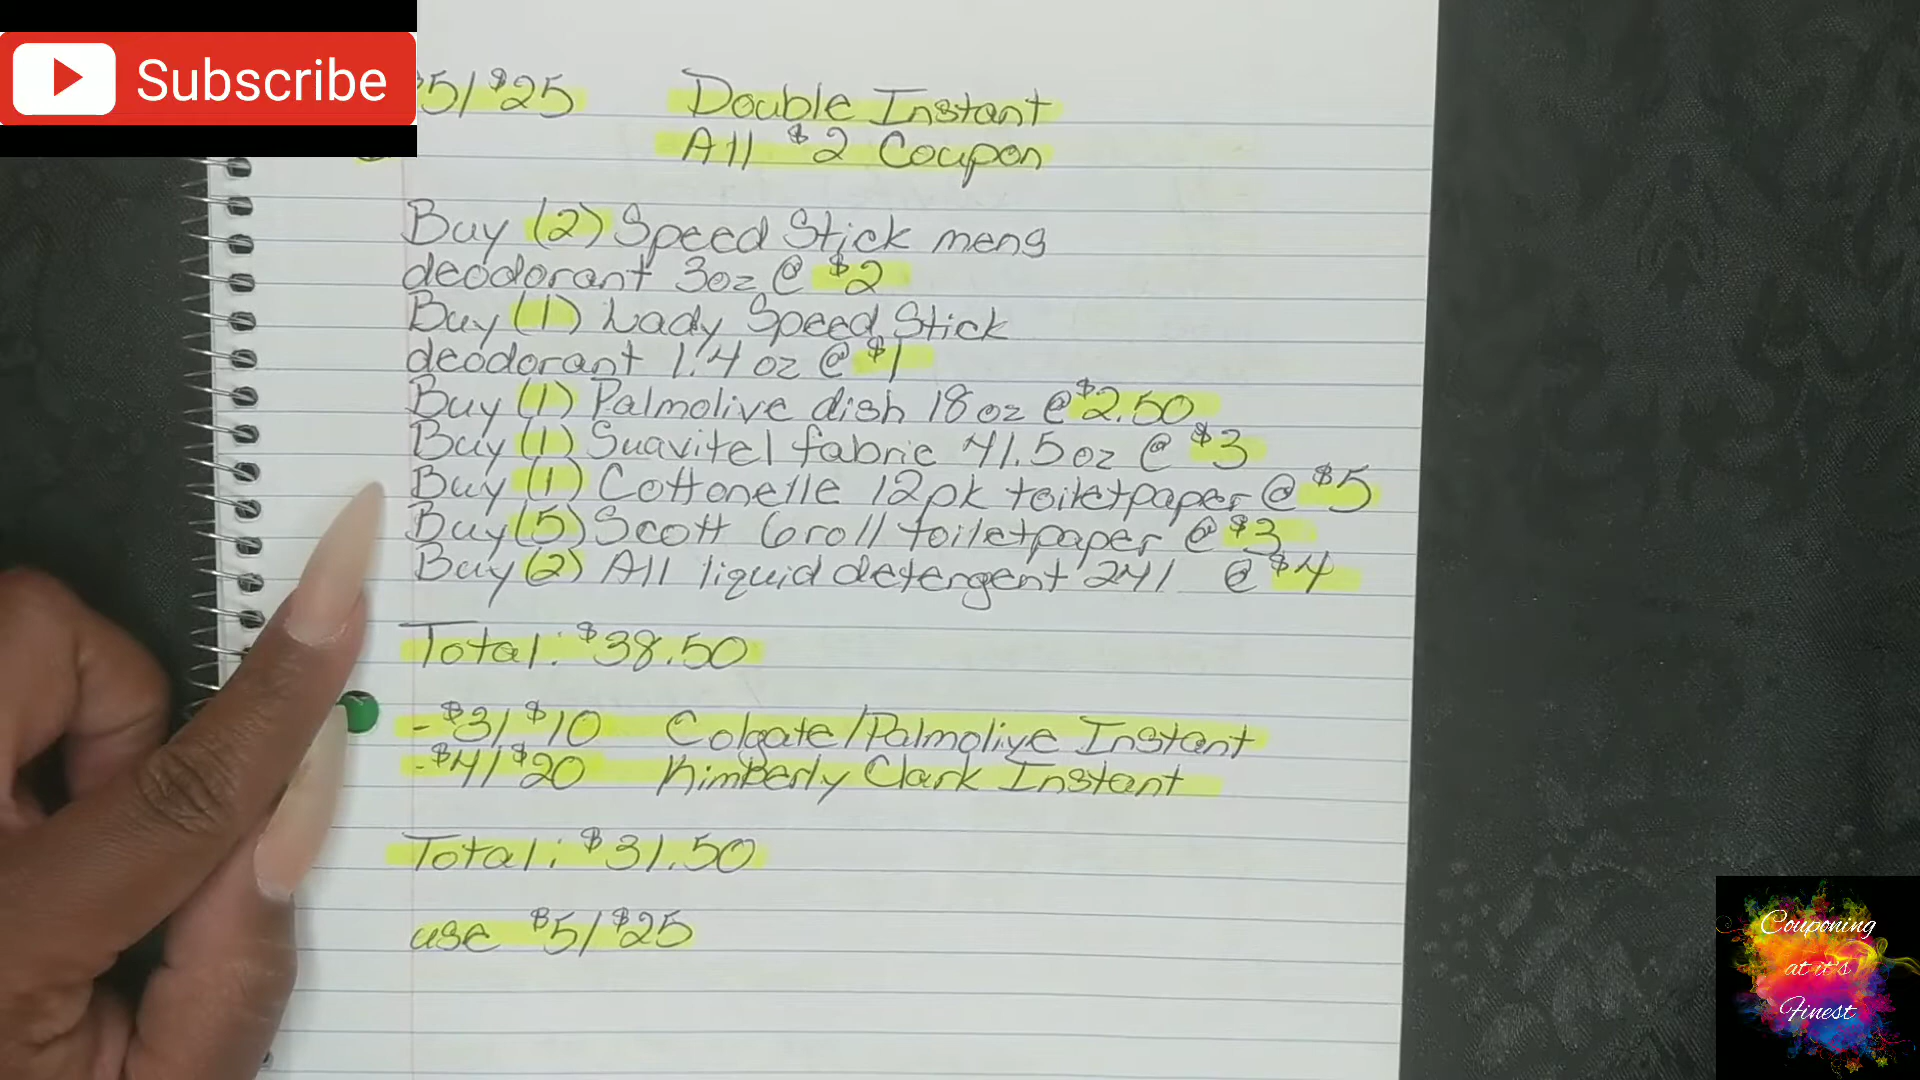 Subscribe
$5/$25 Double Instant
All $2 Coupon
Buy (2) Speed Stick mens
deodorant 3oz @ $2
Buy (1) Lady Speed Stick
deodorant 1.4 oz @ $1
Buy (1) Palmolive dish 18oz @ $2.50
Buy (1) Suavitel fabric 41.5oz @ $3
Buy (1) Cottonelle 12pk toiletpaper @ $5
Buy (5) Scott 6roll toiletpaper @ $3
Buy (2) All liquid detergent 24l @ $4
Total: $38.50
-$3/$10 Colgate/Palmolive Instant
-$4/$20 Kimberly Clark Instant
Total: $31.50
use $5/$25
Couponing
at it's
Finest